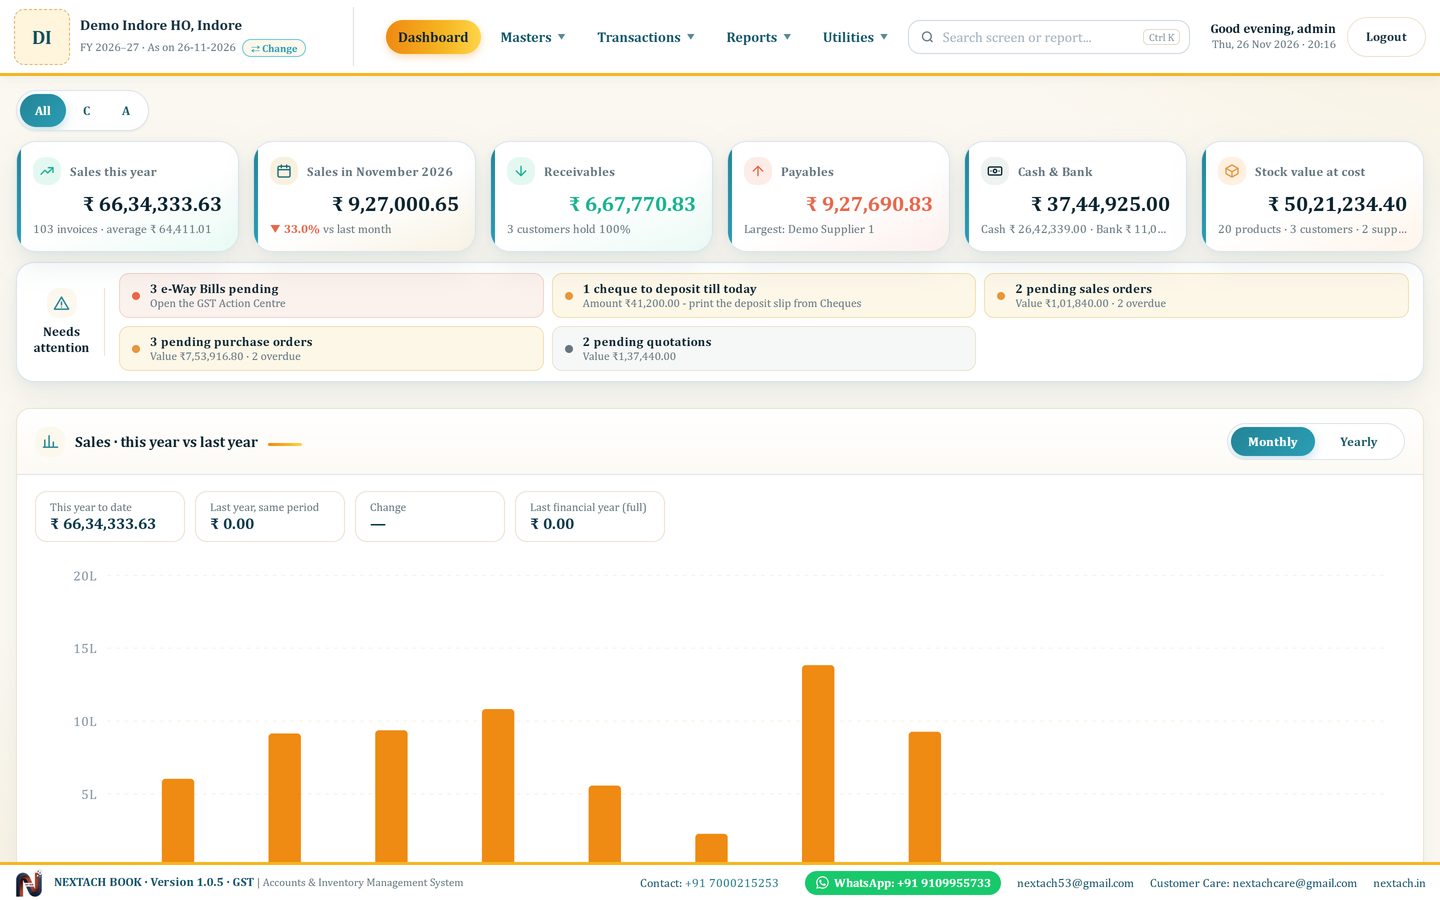 DI
Demo Indore HO, Indore
FY 2026–27 · As on 26-11-2026
⇄ Change
Dashboard
Masters ▼
Transactions ▼
Reports ▼
Utilities ▼
Search screen or report...
Ctrl K
Good evening, admin
Thu, 26 Nov 2026 · 20:16
Logout
All
C
A
Sales this year
₹ 66,34,333.63
103 invoices · average ₹ 64,411.01
Sales in November 2026
₹ 9,27,000.65
▼ 33.0% vs last month
Receivables
₹ 6,67,770.83
3 customers hold 100%
Payables
₹ 9,27,690.83
Largest: Demo Supplier 1
Cash & Bank
₹ 37,44,925.00
Cash ₹ 26,42,339.00 · Bank ₹ 11,0...
Stock value at cost
₹ 50,21,234.40
20 products · 3 customers · 2 supp...
Needs
attention
3 e-Way Bills pending
Open the GST Action Centre
1 cheque to deposit till today
Amount ₹41,200.00 - print the deposit slip from Cheques
2 pending sales orders
Value ₹1,01,840.00 · 2 overdue
3 pending purchase orders
Value ₹7,53,916.80 · 2 overdue
2 pending quotations
Value ₹1,37,440.00
Sales · this year vs last year
Monthly
Yearly
This year to date
₹ 66,34,333.63
Last year, same period
₹ 0.00
Change
—
Last financial year (full)
₹ 0.00
20L
15L
10L
5L
NEXTACH BOOK · Version 1.0.5 · GST | Accounts & Inventory Management System
Contact: +91 7000215253
WhatsApp: +91 9109955733
nextach53@gmail.com
Customer Care: nextachcare@gmail.com
nextach.in